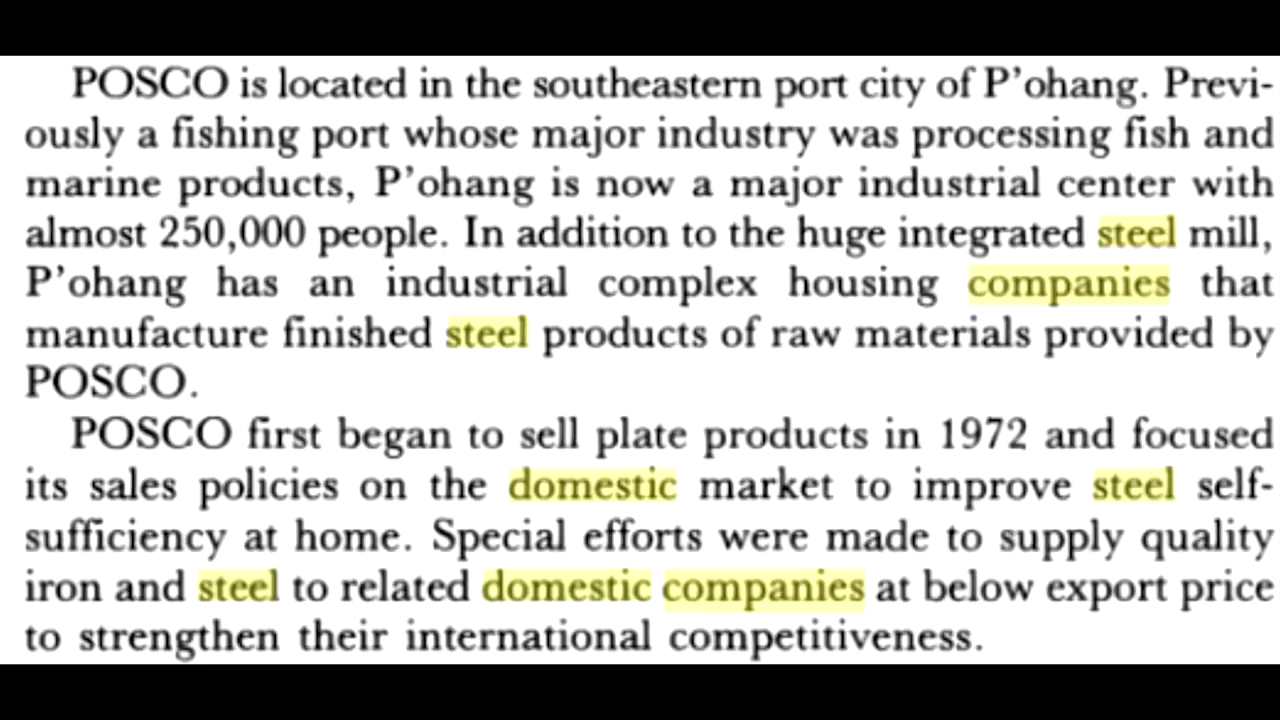 POSCO is located in the southeastern port city of P'ohang. Previ-
ously a fishing port whose major industry was processing fish and
marine products, P'ohang is now a major industrial center with
almost 250,000 people. In addition to the huge integrated steel mill,
P'ohang has an industrial complex housing companies that
manufacture finished steel products of raw materials provided by
POSCO.
POSCO first began to sell plate products in 1972 and focused
its sales policies on the domestic market to improve steel self-
sufficiency at home. Special efforts were made to supply quality
iron and steel to related domestic companies at below export price
to strengthen their international competitiveness.